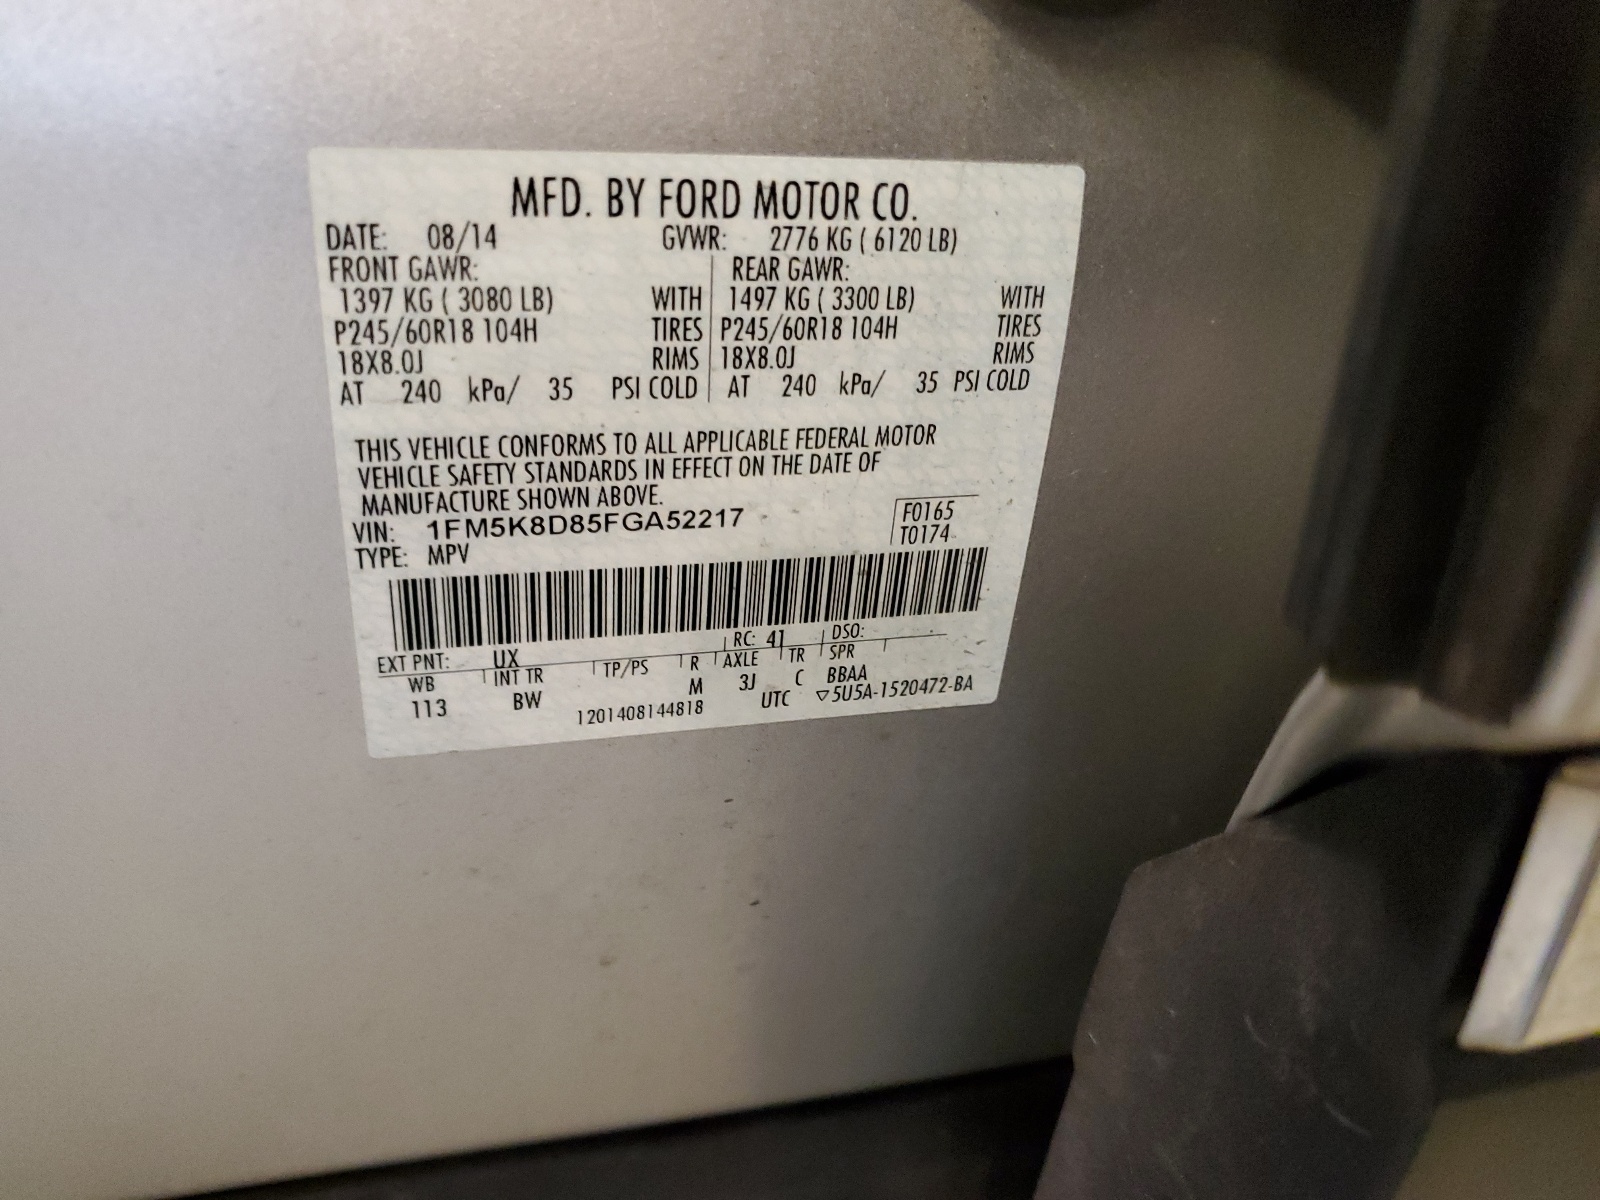 MFD. BY FORD MOTOR CO.
DATE: 08/14 GVWR: 2776 KG ( 6120 LB)
FRONT GAWR: REAR GAWR:
1397 KG ( 3080 LB) WITH 1497 KG ( 3300 LB) WITH
P245/60R18 104H TIRES P245/60R18 104H TIRES
18X8.0J RIMS 18X8.0J RIMS
AT 240 kPa/ 35 PSI COLD AT 240 kPa/ 35 PSI COLD
THIS VEHICLE CONFORMS TO ALL APPLICABLE FEDERAL MOTOR
VEHICLE SAFETY STANDARDS IN EFFECT ON THE DATE OF
MANUFACTURE SHOWN ABOVE.
VIN: 1FM5K8D85FGA52217 F0165
TYPE: MPV T0174
EXT PNT: UX RC: 41 DSO:
WB INT TR TP/PS R AXLE TR SPR
113 BW M 3J C BBAA
1201408144818 UTC ▽5U5A-1520472-BA